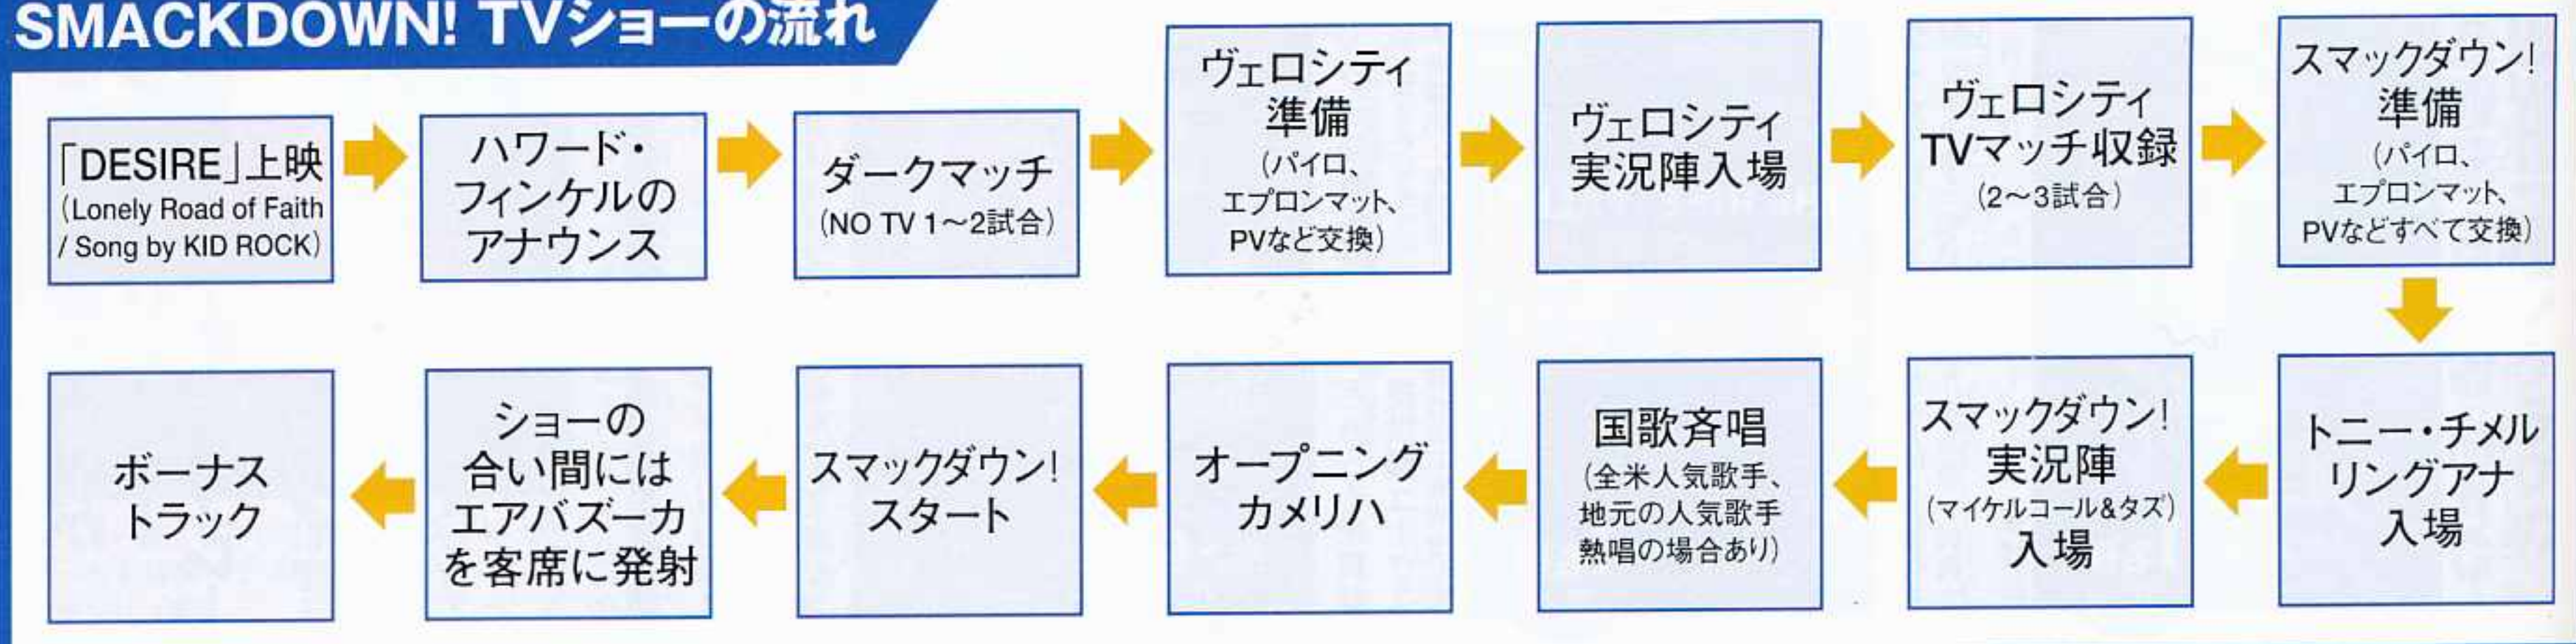 SMACKDOWN! TVショーの流れ
「DESIRE」上映
(Lonely Road of Faith
/ Song by KID ROCK)
ハワード・
フィンケルの
アナウンス
ダークマッチ
(NO TV 1〜2試合)
ヴェロシティ
準備
(パイロ、
エプロンマット、
PVなど交換)
ヴェロシティ
実況陣入場
ヴェロシティ
TVマッチ収録
(2〜3試合)
スマックダウン!
準備
(パイロ、
エプロンマット、
PVなどすべて交換)
トニー・チメル
リングアナ
入場
スマックダウン!
実況陣
(マイケルコール&タズ)
入場
国歌斉唱
(全米人気歌手、
地元の人気歌手
熱唱の場合あり)
オープニング
カメリハ
スマックダウン!
スタート
ショーの
合い間には
エアバズーカ
を客席に発射
ボーナス
トラック